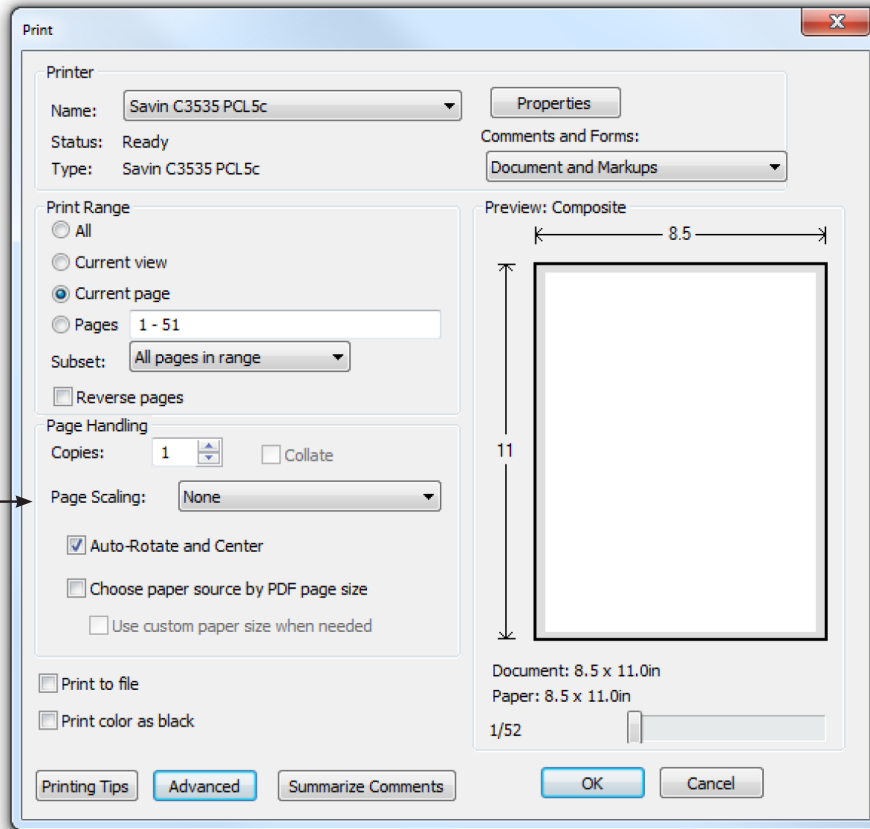 Print
Printer
Name: Savin C3535 PCL5c
Properties
Status: Ready
Comments and Forms:
Type: Savin C3535 PCL5c
Document and Markups
Print Range
All
Current view
Current page
Pages 1 - 51
Subset: All pages in range
Reverse pages
Page Handling
Copies: 1 Collate
Page Scaling: None
Auto-Rotate and Center
Choose paper source by PDF page size
Use custom paper size when needed
Print to file
Print color as black
Preview: Composite
8.5
11
Document: 8.5 x 11.0in
Paper: 8.5 x 11.0in
1/52
Printing Tips Advanced Summarize Comments OK Cancel